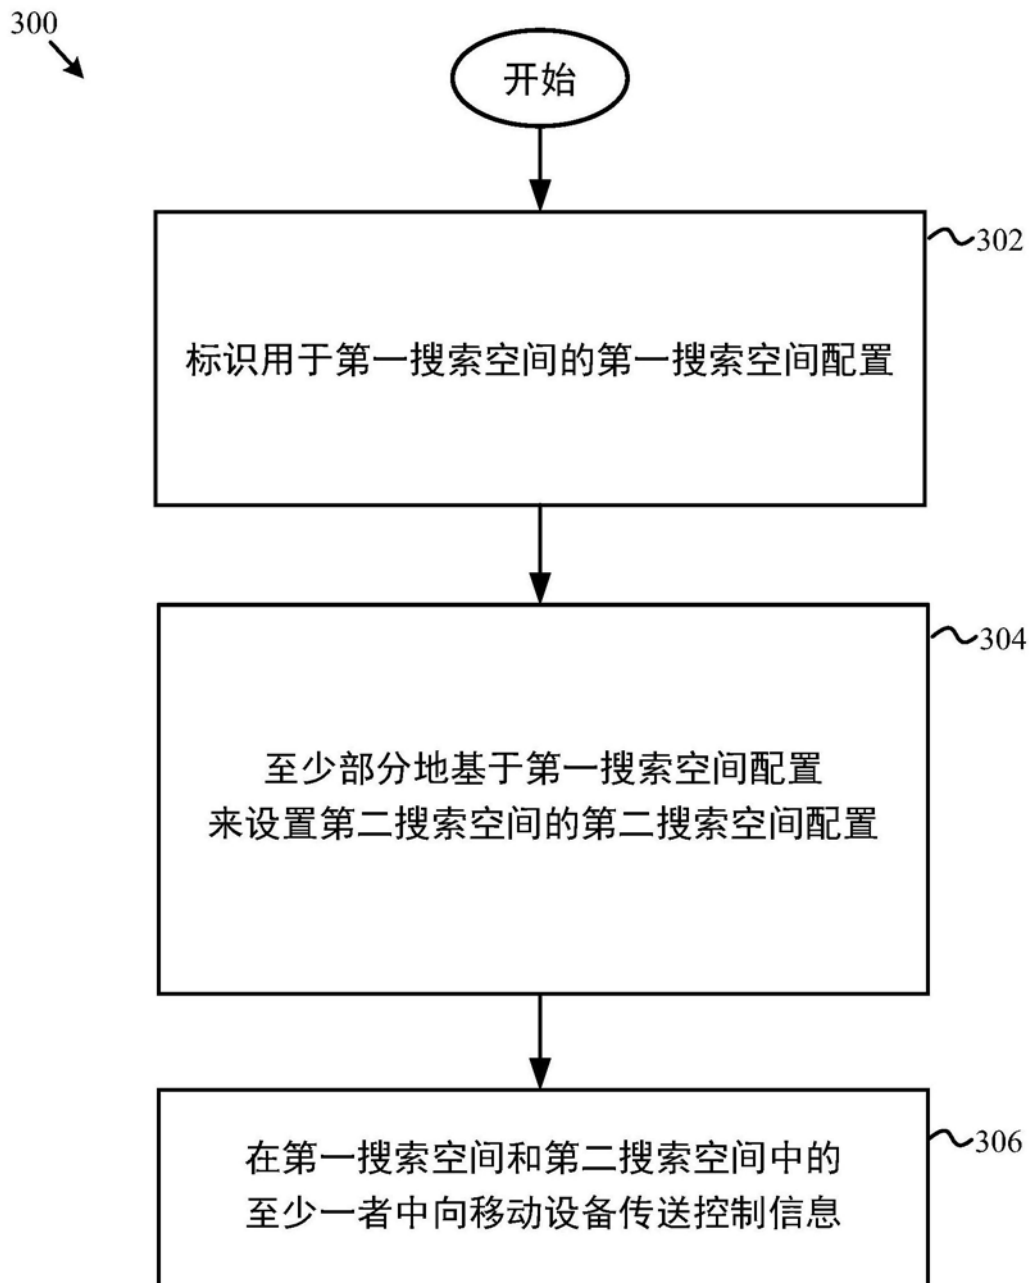 300
开始
302
标识用于第一搜索空间的第一搜索空间配置
304
至少部分地基于第一搜索空间配置
来设置第二搜索空间的第二搜索空间配置
306
在第一搜索空间和第二搜索空间中的
至少一者中向移动设备传送控制信息